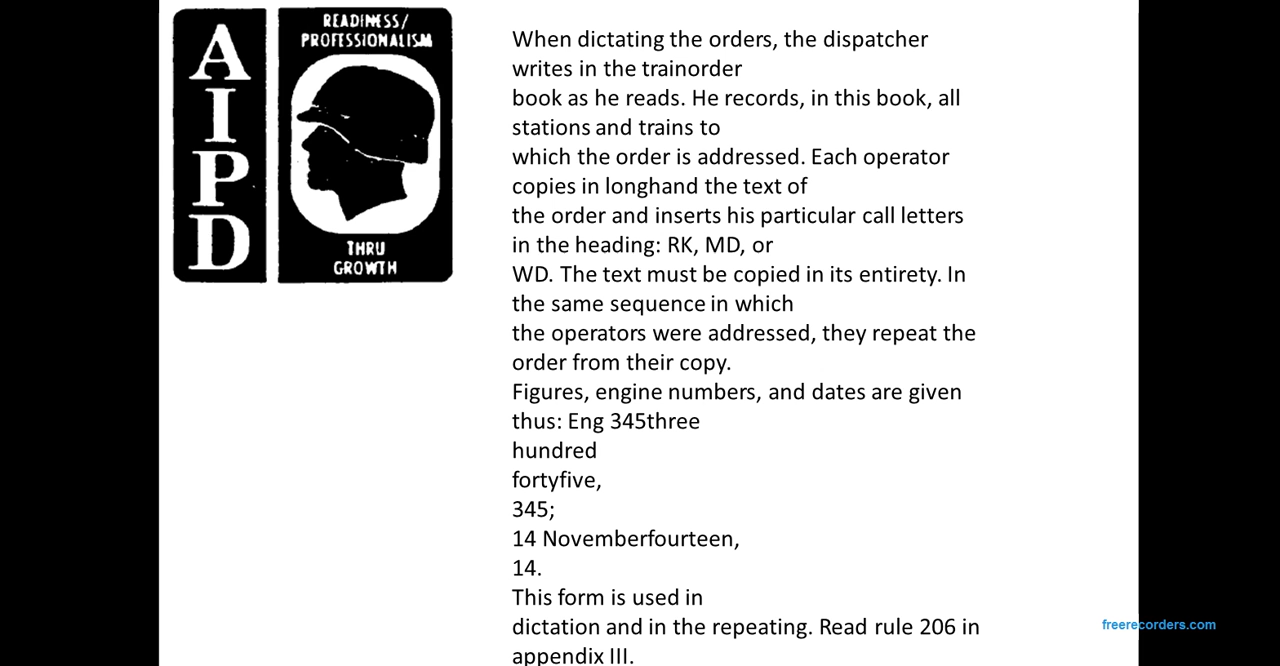 A
I
P
D
READINESS/
PROFESSIONALISM
THRU
GROWTH
When dictating the orders, the dispatcher
writes in the trainorder
book as he reads. He records, in this book, all
stations and trains to
which the order is addressed. Each operator
copies in longhand the text of
the order and inserts his particular call letters
in the heading: RK, MD, or
WD. The text must be copied in its entirety. In
the same sequence in which
the operators were addressed, they repeat the
order from their copy.
Figures, engine numbers, and dates are given
thus: Eng 345three
hundred
fortyfive,
345;
14 Novemberfourteen,
14.
This form is used in
dictation and in the repeating. Read rule 206 in
appendix III.
freerecorders.com